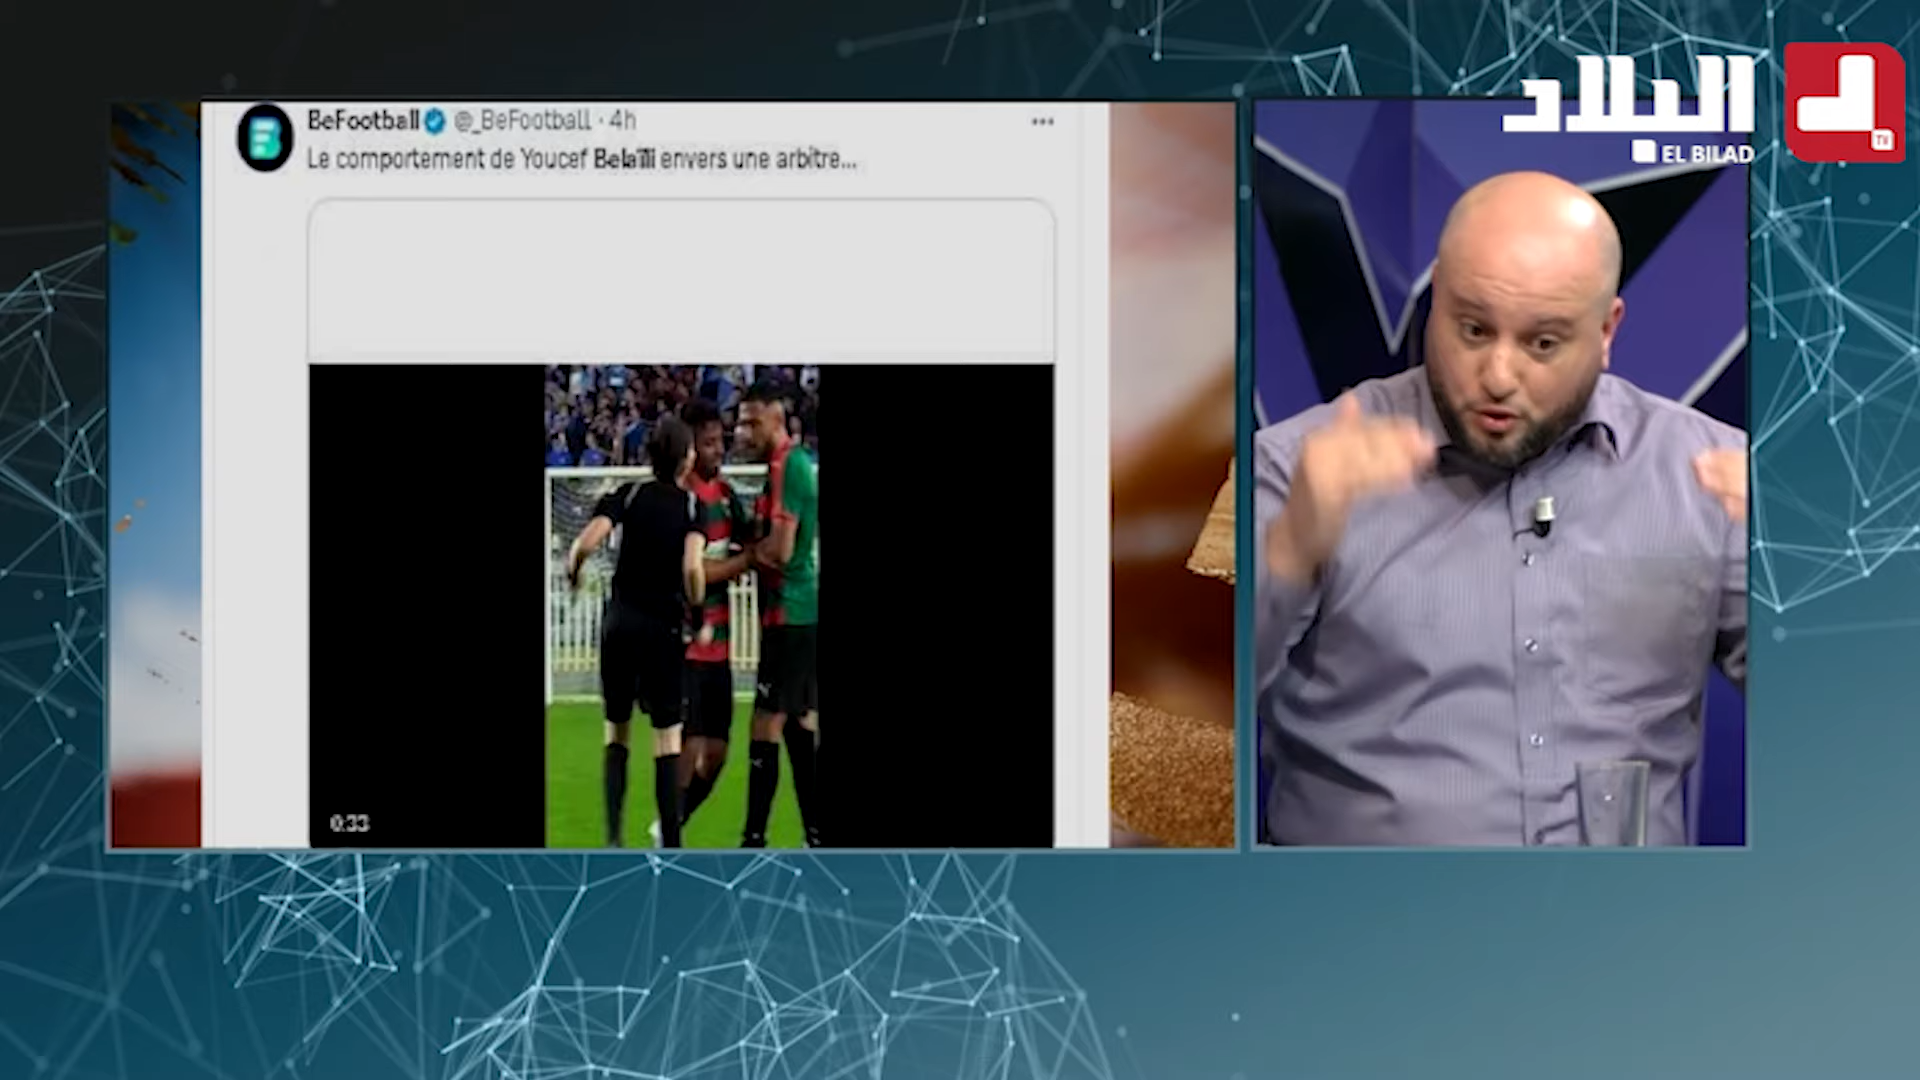 البلاد
EL BILAD
TV
BeFootball @_BeFootball · 4h
Le comportement de Youcef Belaïli envers une arbitre...
0:33